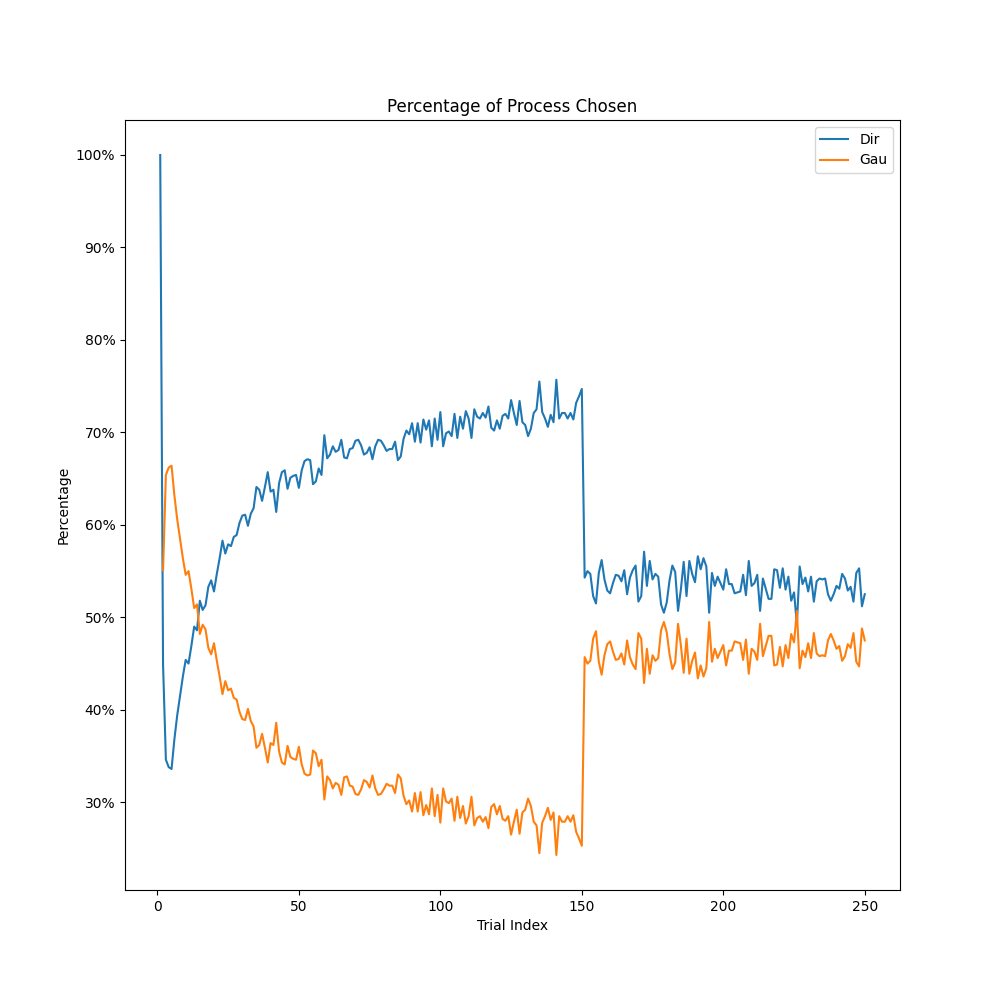 Percentage of Process Chosen
Dir
Gau
100%
90%
80%
70%
60%
50%
40%
30%
Percentage
0
50
100
150
200
250
Trial Index